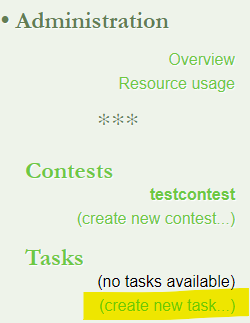 • Administration
Overview
Resource usage
***
Contests
testcontest
(create new contest...)
Tasks
(no tasks available)
(create new task...)